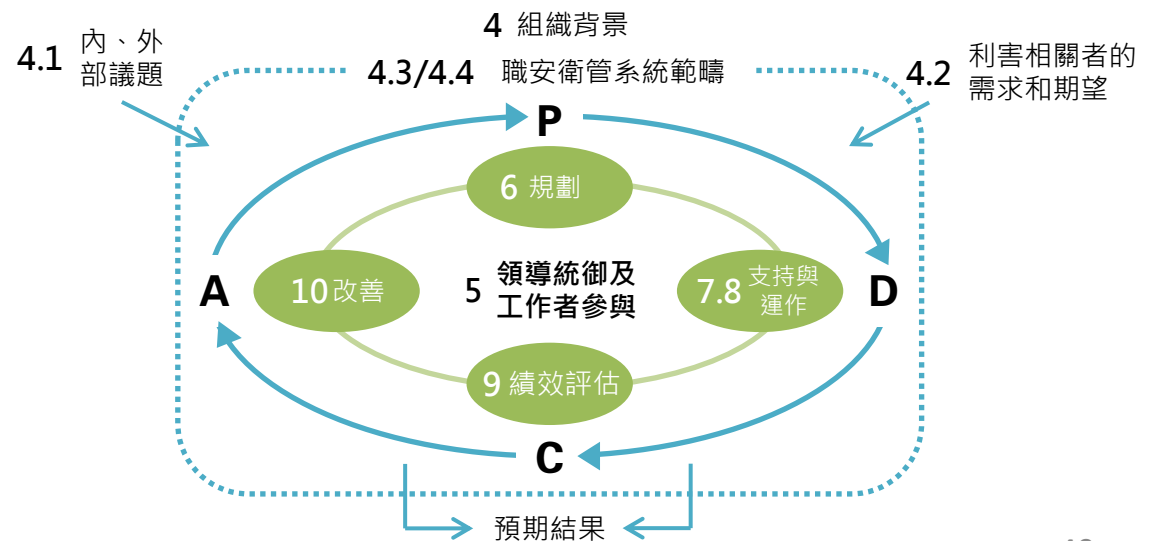 4 組織背景
4.1 內、外
部議題
4.3/4.4 職安衛管系統範疇
4.2 利害相關者的
需求和期望
P
6 規劃
A
10 改善
5 領導統御及
工作者參與
7.8 支持與
運作
D
9 績效評估
C
預期結果